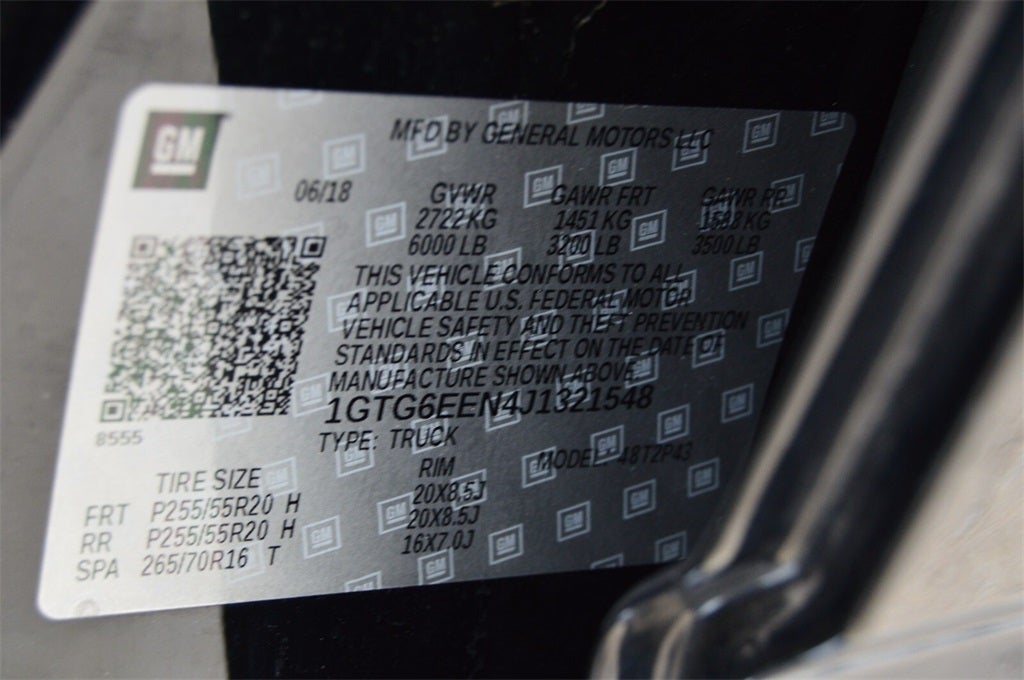 GM
MFD BY GENERAL MOTORS LLC
06/18 GVWR GAWR FRT GAWR RR
2722 KG 1451 KG 1588 KG
6000 LB 3200 LB 3500 LB
THIS VEHICLE CONFORMS TO ALL
APPLICABLE U.S. FEDERAL MOTOR
VEHICLE SAFETY AND THEFT PREVENTION
STANDARDS IN EFFECT ON THE DATE OF
MANUFACTURE SHOWN ABOVE.
1GTG6EEN4J1321548
8555
TYPE: TRUCK MODEL: 48T2P43
TIRE SIZE RIM
FRT P255/55R20 H 20X8.5J
RR P255/55R20 H 20X8.5J
SPA 265/70R16 T 16X7.0J